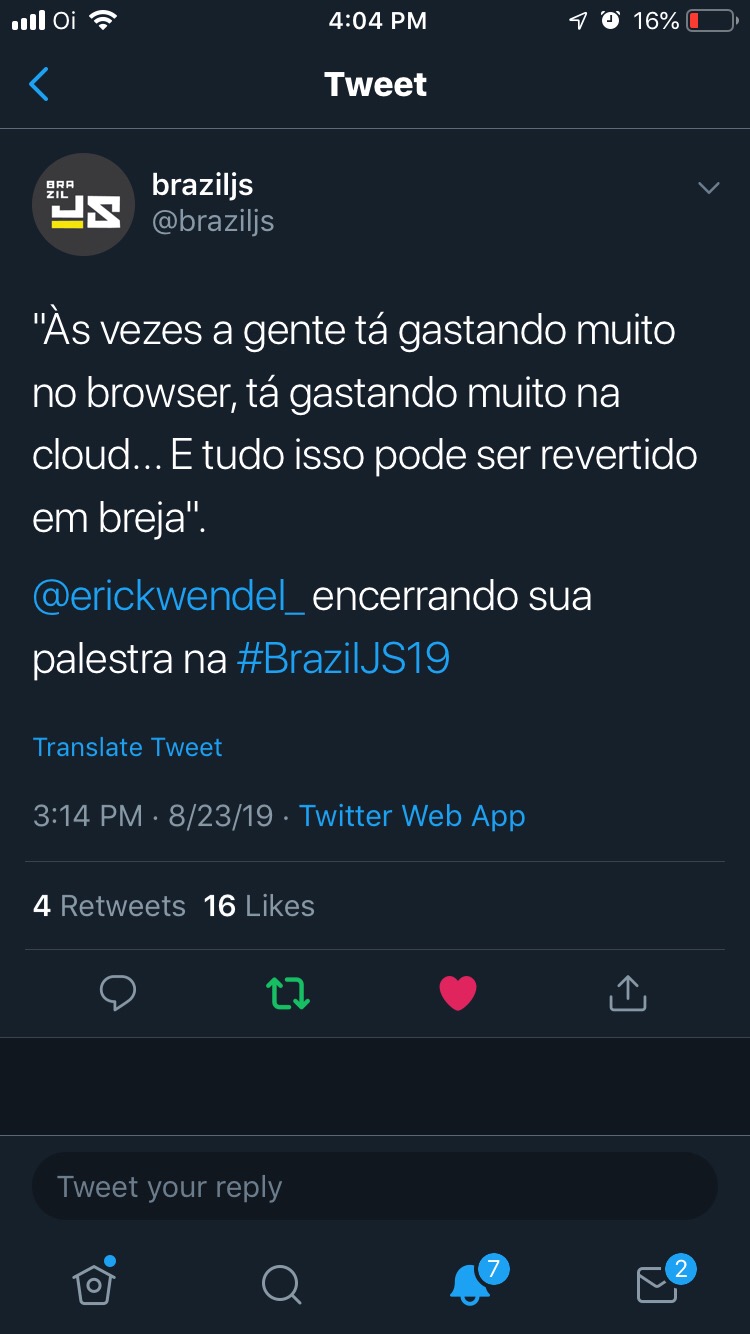 Oi 4:04 PM 16%
Tweet
BRA
ZIL
JS
braziljs
@braziljs
"Às vezes a gente tá gastando muito
no browser, tá gastando muito na
cloud... E tudo isso pode ser revertido
em breja".
@erickwendel_ encerrando sua
palestra na #BrazilJS19
Translate Tweet
3:14 PM · 8/23/19 · Twitter Web App
4 Retweets 16 Likes
Tweet your reply
7 2